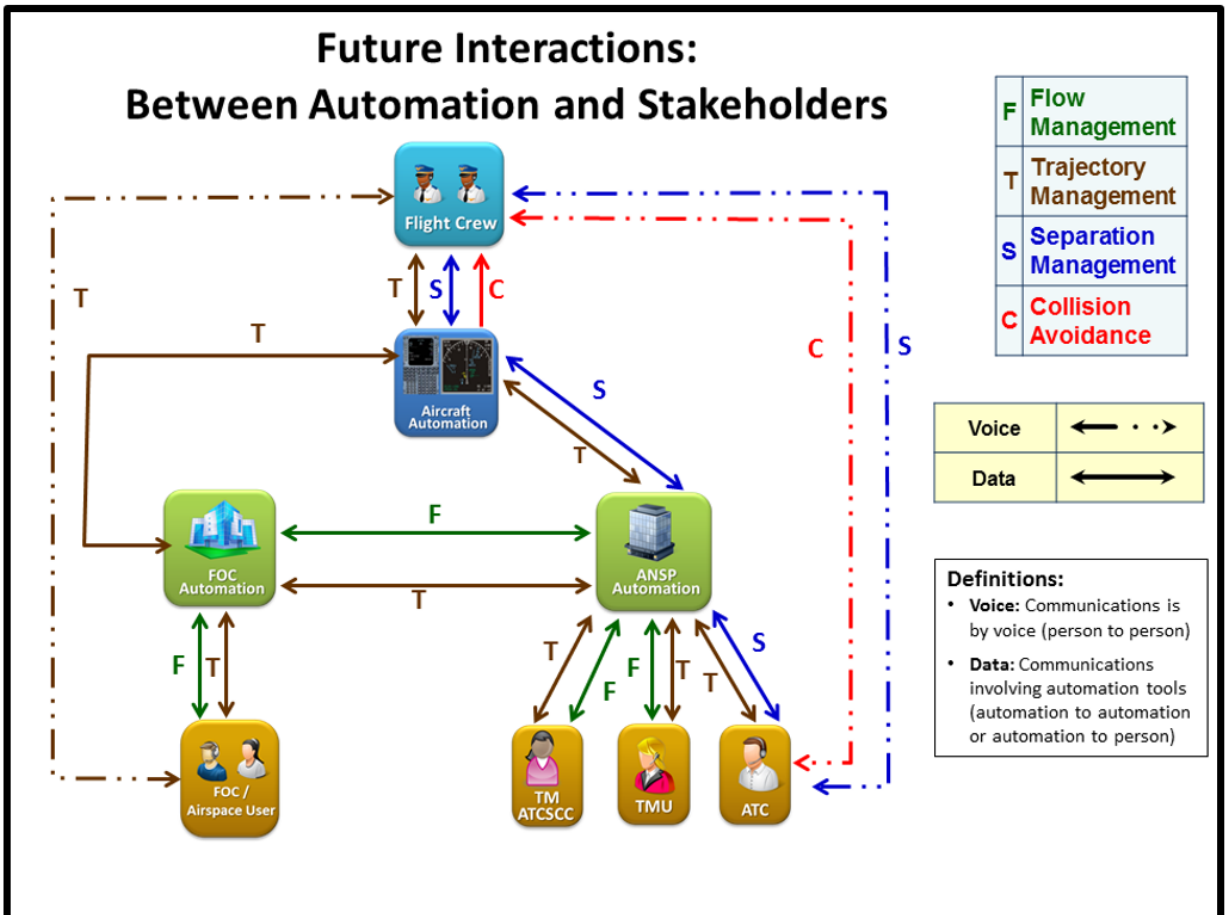 Future Interactions:
Between Automation and Stakeholders
F
Flow
Management
T
Trajectory
Management
S
Separation
Management
C
Collision
Avoidance
Flight Crew
T
S
C
T
T
C
S
Aircraft
Automation
S
T
Voice
Data
FOC
Automation
F
T
ANSP
Automation
Definitions:
• Voice: Communications is
by voice (person to person)
• Data: Communications
involving automation tools
(automation to automation
or automation to person)
F
T
T
F
F
T
T
S
FOC /
Airspace User
TM
ATCSCC
TMU
ATC